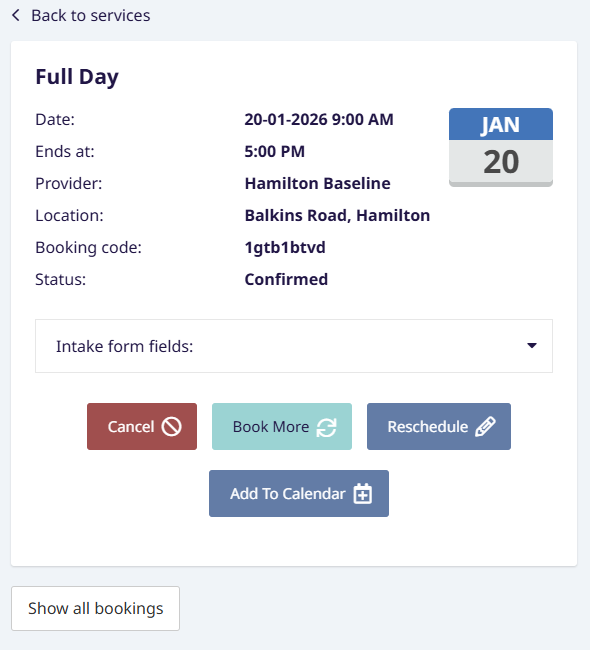 Back to services
Full Day
Date: 20-01-2026 9:00 AM
JAN
20
Ends at: 5:00 PM
Provider: Hamilton Baseline
Location: Balkins Road, Hamilton
Booking code: 1gtb1btvd
Status: Confirmed
Intake form fields:
Cancel Book More Reschedule
Add To Calendar
Show all bookings